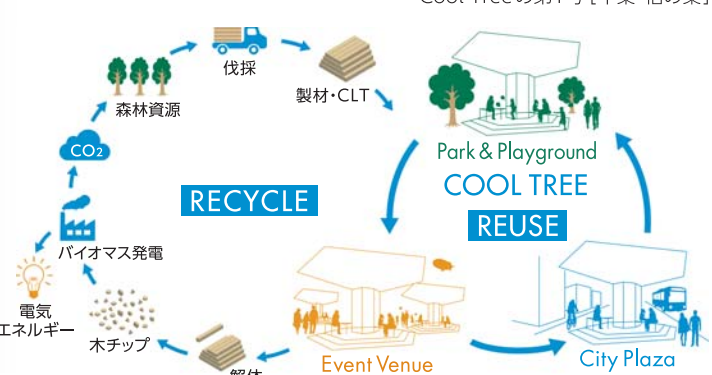 伐採
製材・CLT
森林資源
CO2
Park & Playground
COOL TREE
RECYCLE
REUSE
バイオマス発電
電気
エネルギー
木チップ
解体
Event Venue
City Plaza